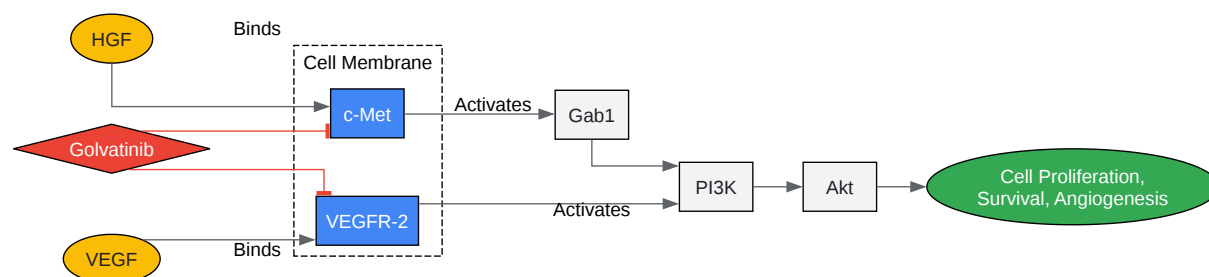 HGF
Binds
Cell Membrane
c-Met
Activates
Gab1
Golvatinib
PI3K
Akt
Cell Proliferation,
Survival, Angiogenesis
VEGFR-2
Activates
VEGF
Binds